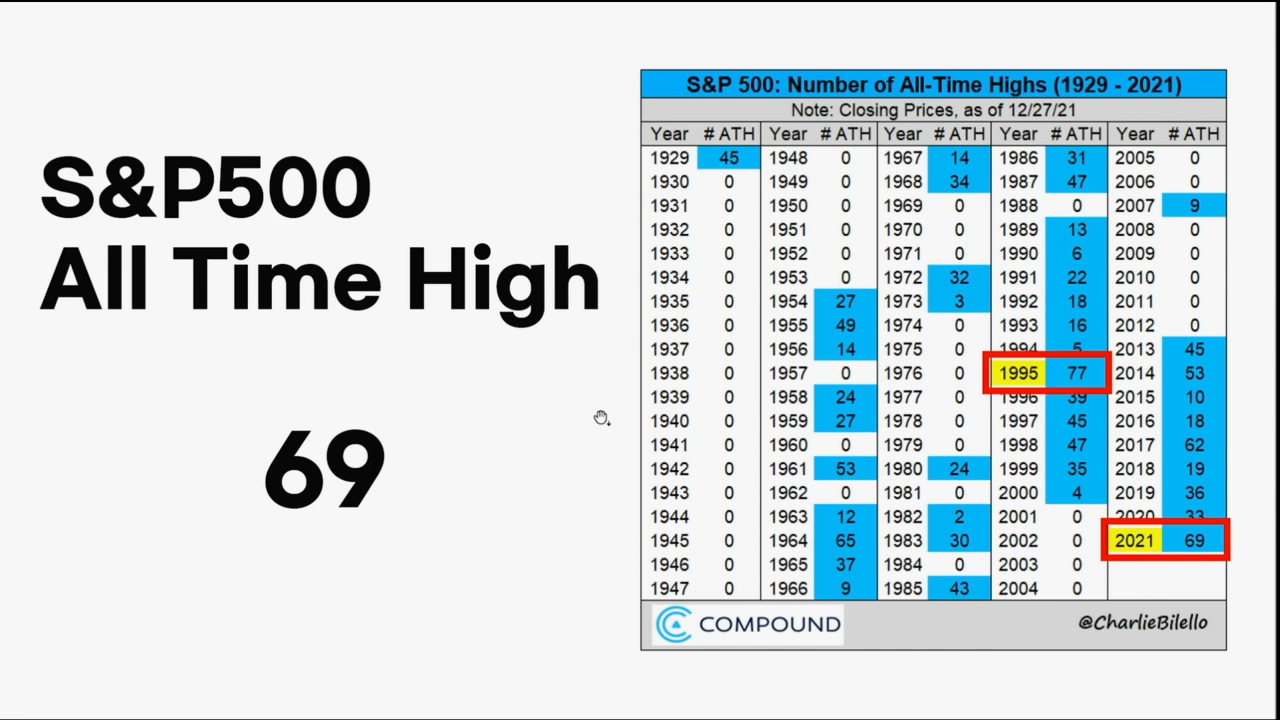 S&P500
All Time High
69
S&P 500: Number of All-Time Highs (1929 - 2021)
Note: Closing Prices, as of 12/27/21
Year # ATH Year # ATH Year # ATH Year # ATH Year # ATH
1929 45 1948 0 1967 14 1986 31 2005 0
1930 0 1949 0 1968 34 1987 47 2006 0
1931 0 1950 0 1969 0 1988 0 2007 9
1932 0 1951 0 1970 0 1989 13 2008 0
1933 0 1952 0 1971 0 1990 6 2009 0
1934 0 1953 0 1972 32 1991 22 2010 0
1935 0 1954 27 1973 3 1992 18 2011 0
1936 0 1955 49 1974 0 1993 16 2012 0
1937 0 1956 14 1975 0 1994 5 2013 45
1938 0 1957 0 1976 0 1995 77 2014 53
1939 0 1958 24 1977 0 1996 39 2015 10
1940 0 1959 27 1978 0 1997 45 2016 18
1941 0 1960 0 1979 0 1998 47 2017 62
1942 0 1961 53 1980 24 1999 35 2018 19
1943 0 1962 0 1981 0 2000 4 2019 36
1944 0 1963 12 1982 2 2001 0 2020 33
1945 0 1964 65 1983 30 2002 0 2021 69
1946 0 1965 37 1984 0 2003 0
1947 0 1966 9 1985 43 2004 0
COMPOUND
@CharlieBilello